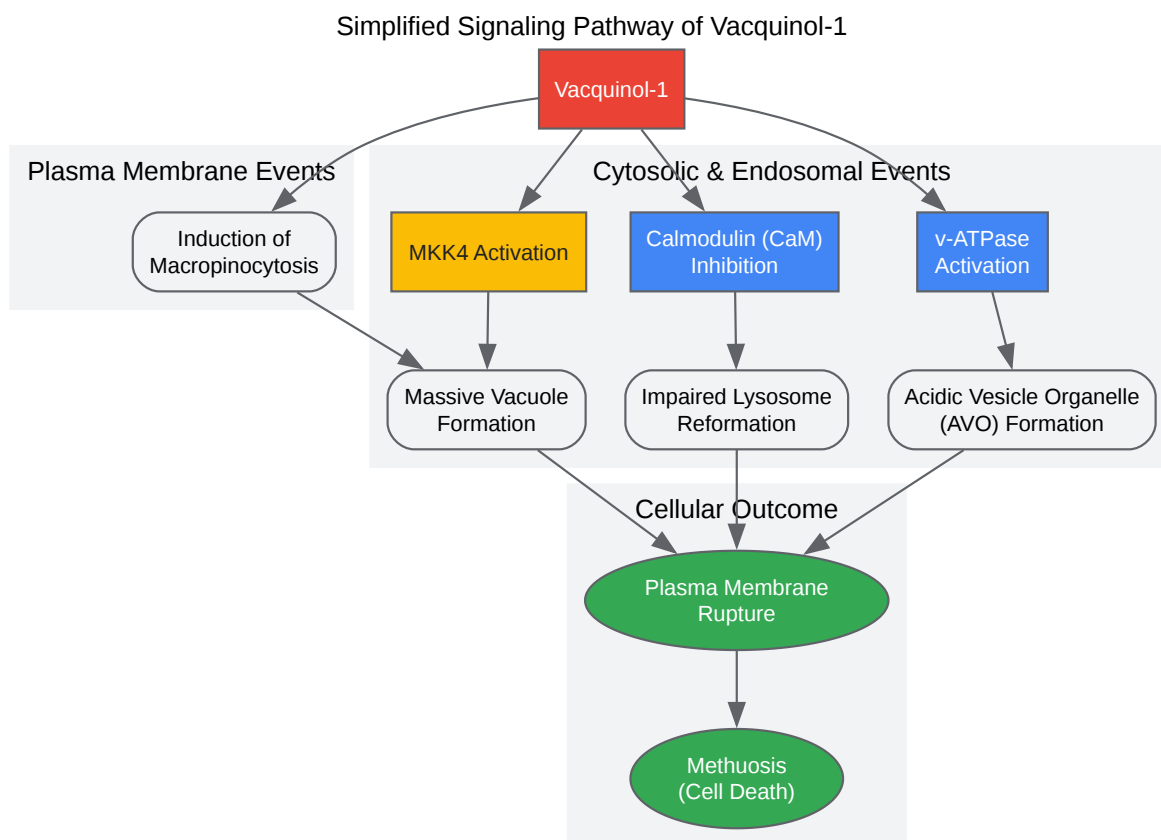 Simplified Signaling Pathway of Vacquinol-1
Vacquinol-1
Plasma Membrane Events
Cytosolic & Endosomal Events
Induction of
Macropinocytosis
MKK4 Activation
Calmodulin (CaM)
Inhibition
v-ATPase
Activation
Massive Vacuole
Formation
Impaired Lysosome
Reformation
Acidic Vesicle Organelle
(AVO) Formation
Cellular Outcome
Plasma Membrane
Rupture
Methuosis
(Cell Death)